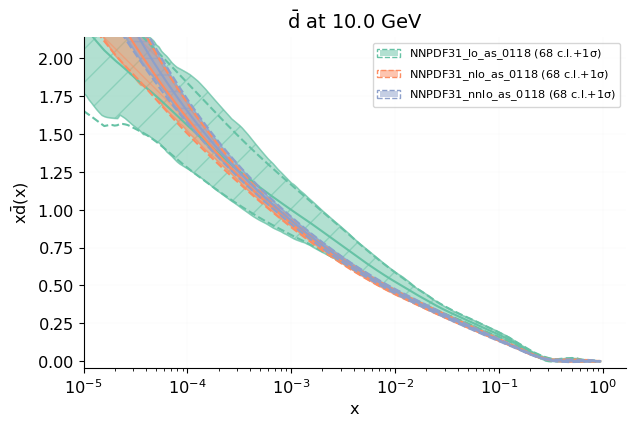 d̄ at 10.0 GeV
NNPDF31_lo_as_0118 (68 c.l.+1σ)
NNPDF31_nlo_as_0118 (68 c.l.+1σ)
NNPDF31_nnlo_as_0118 (68 c.l.+1σ)
xd̄(x)
2.00
1.75
1.50
1.25
1.00
0.75
0.50
0.25
0.00
10⁻⁵ 10⁻⁴ 10⁻³ 10⁻² 10⁻¹ 10⁰
x